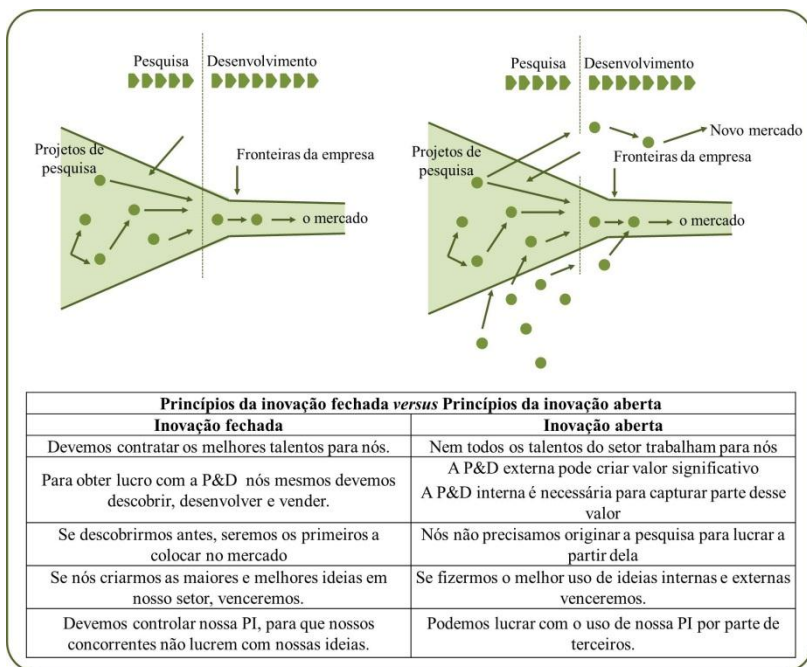 Pesquisa
Desenvolvimento
Projetos de
pesquisa
Fronteiras da empresa
o mercado
Pesquisa
Desenvolvimento
Novo mercado
Projetos de
pesquisa
Fronteiras da empresa
o mercado
Princípios da inovação fechada versus Princípios da inovação aberta
Inovação fechada
Inovação aberta
Devemos contratar os melhores talentos para nós.
Nem todos os talentos do setor trabalham para nós
Para obter lucro com a P&D nós mesmos devemos
descobrir, desenvolver e vender.
A P&D externa pode criar valor significativo
A P&D interna é necessária para capturar parte desse
valor
Se descobrirmos antes, seremos os primeiros a
colocar no mercado
Nós não precisamos originar a pesquisa para lucrar a
partir dela
Se nós criarmos as maiores e melhores ideias em
nosso setor, venceremos.
Se fizermos o melhor uso de ideias internas e externas
venceremos.
Devemos controlar nossa PI, para que nossos
concorrentes não lucrem com nossas ideias.
Podemos lucrar com o uso de nossa PI por parte de
terceiros.